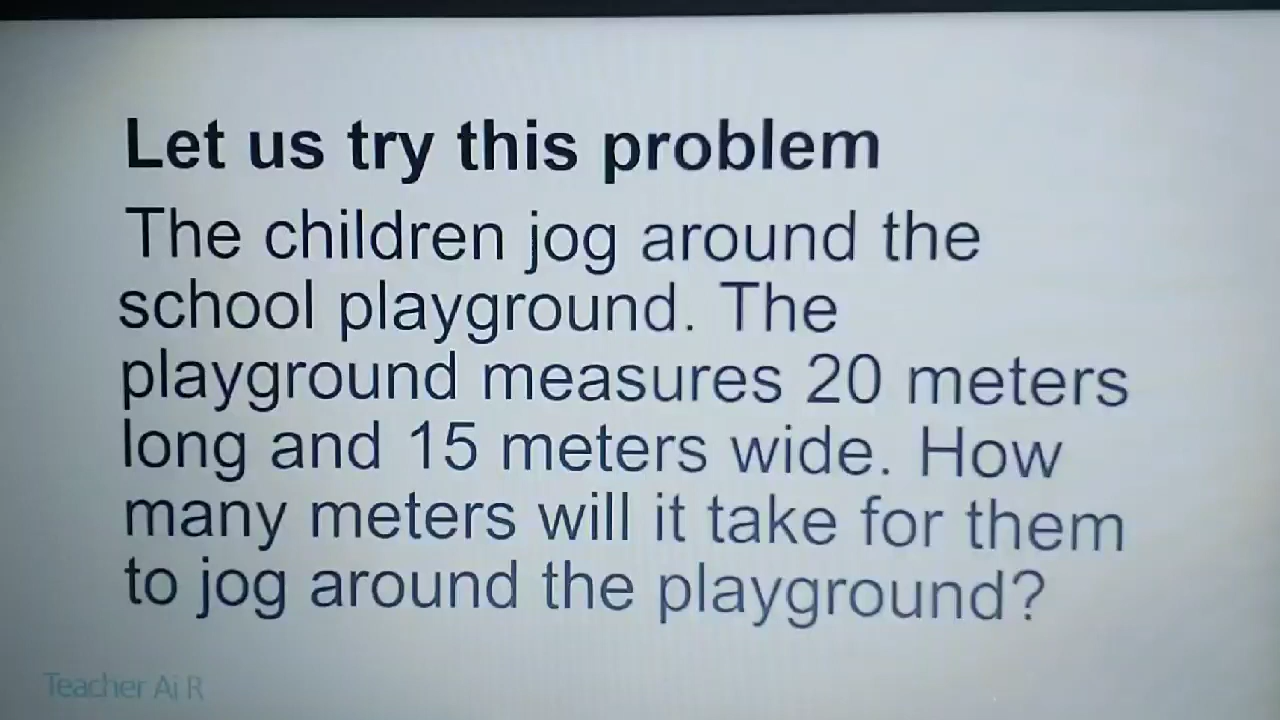 Let us try this problem
The children jog around the
school playground. The
playground measures 20 meters
long and 15 meters wide. How
many meters will it take for them
to jog around the playground?
Teacher Ai R